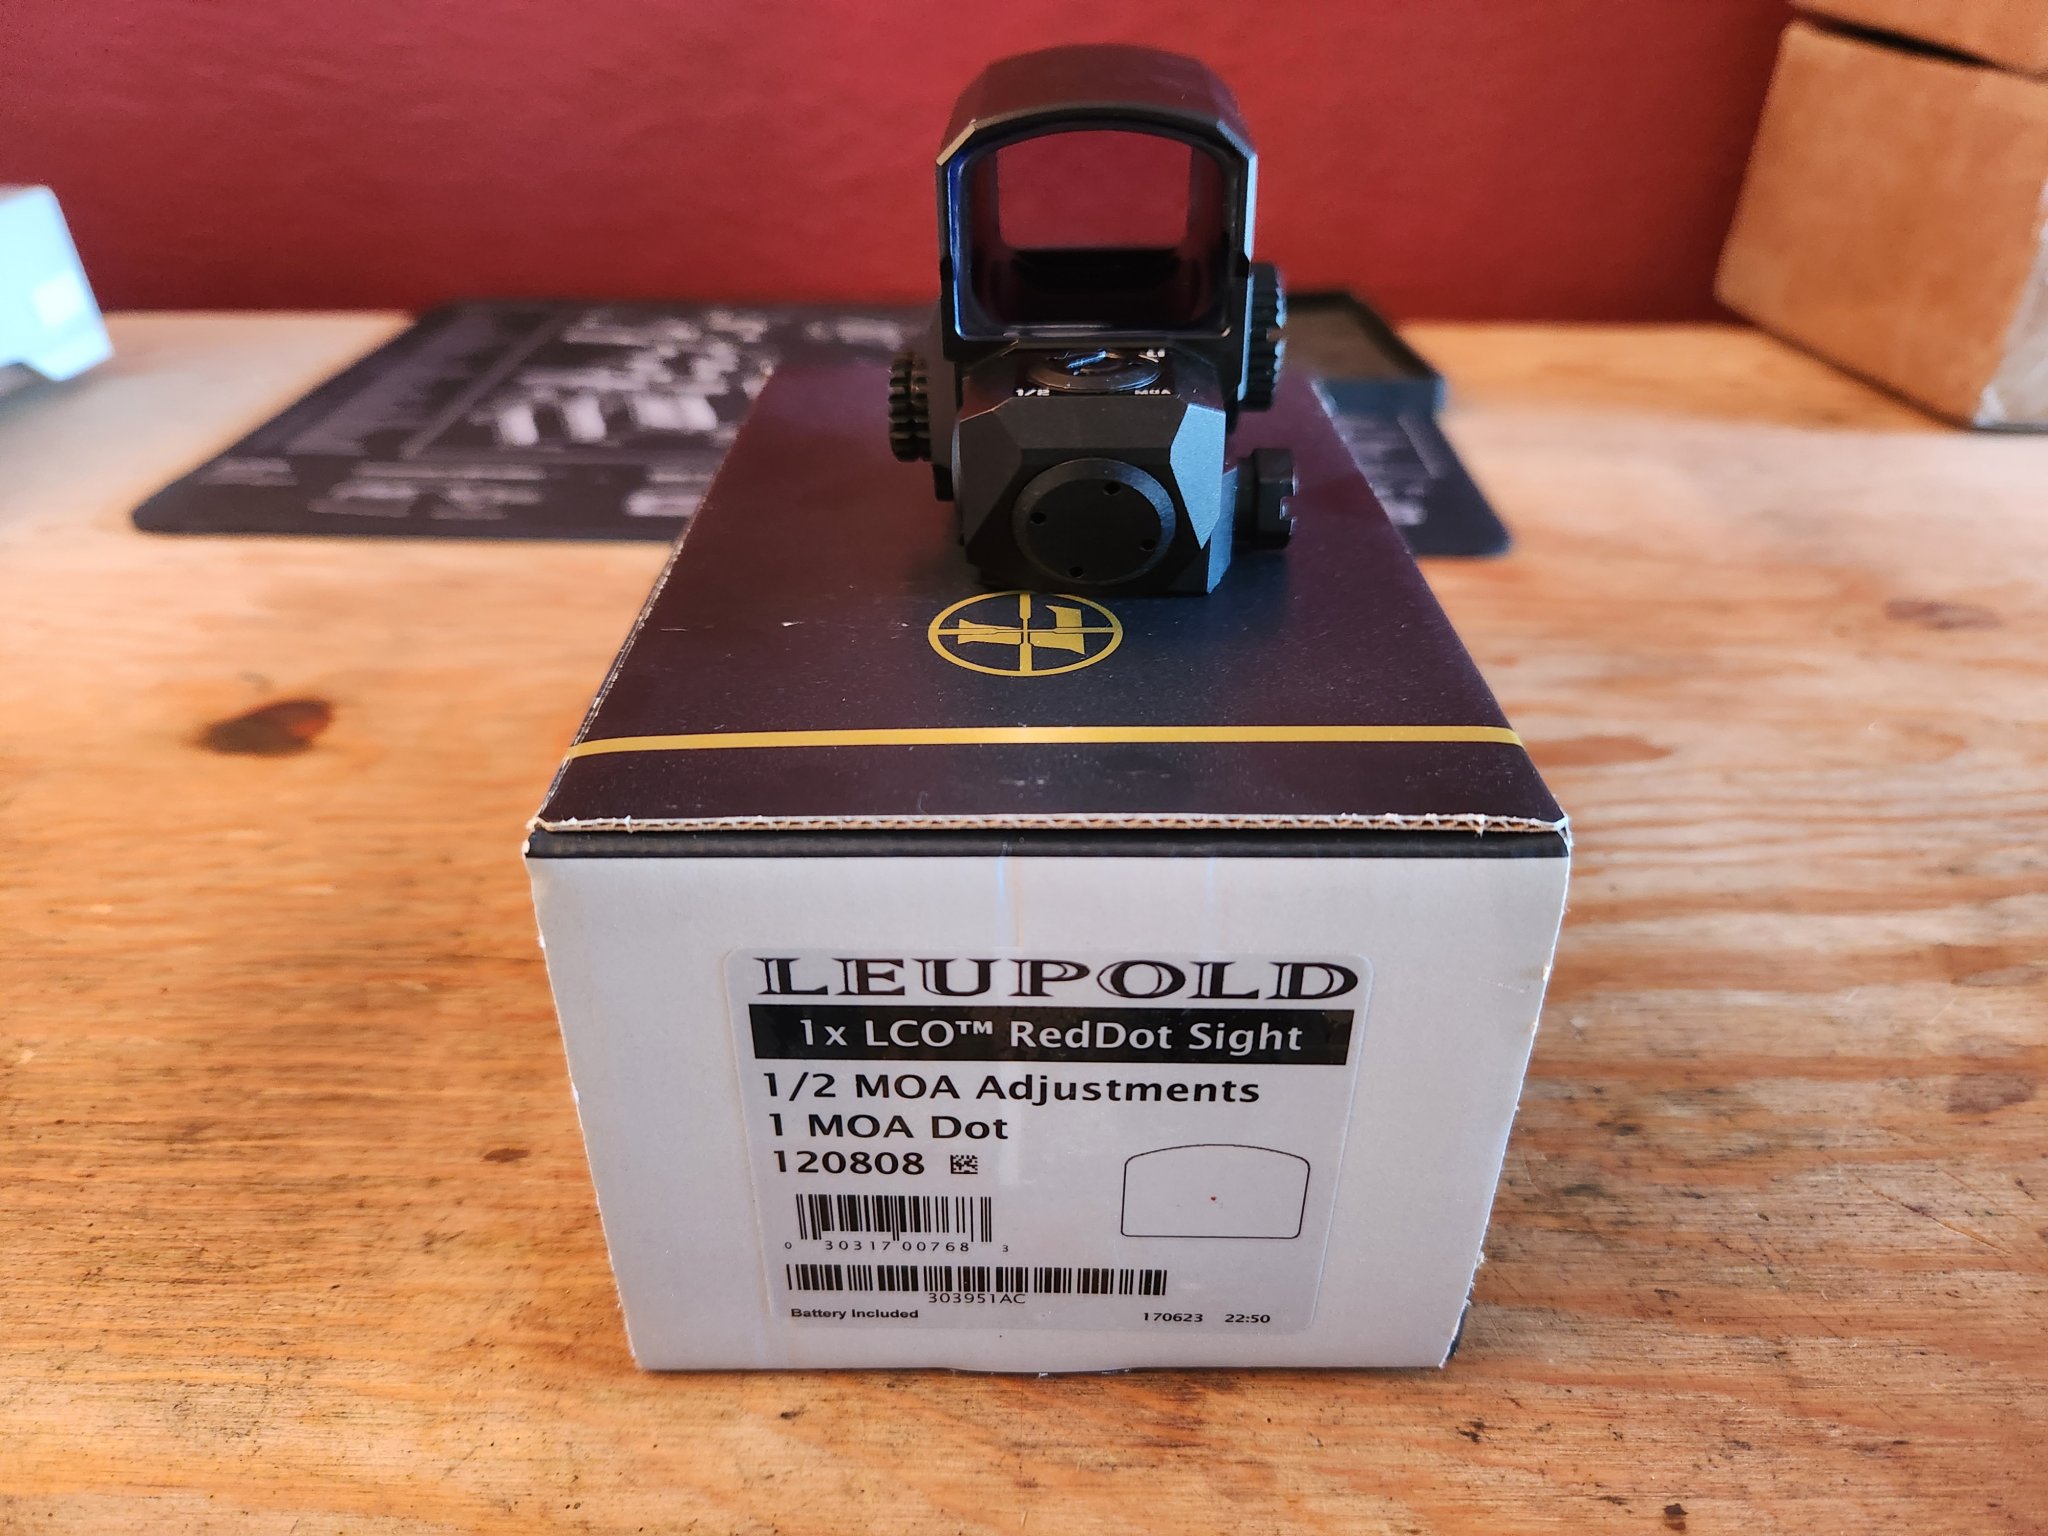 1/2 MOA
LEUPOLD
1x LCO™ RedDot Sight
1/2 MOA Adjustments
1 MOA Dot
120808
0 30317 00768 3
303951AC
Battery Included 170623 22:50